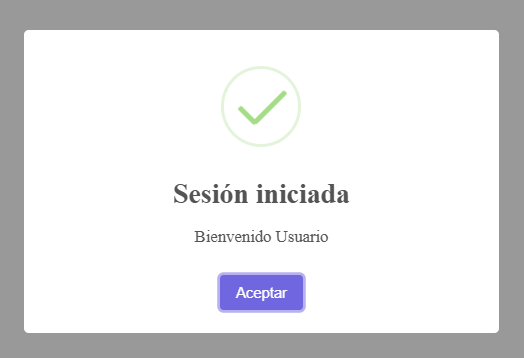 Sesión iniciada
Bienvenido Usuario
Aceptar